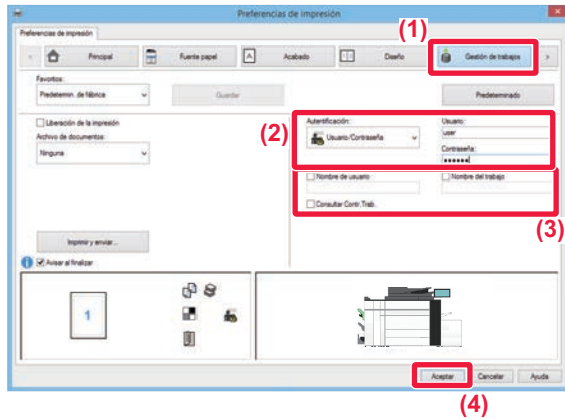 Preferencias de impresión
Preferencias de impresión
(1)
Principal
Fuente papel
Acabado
Diseño
Gestión de trabajos
Favoritos:
Predetermn. de fábrica
Guardar
Predeterminado
Liberación de la impresión
Archivo de documentos:
Ninguna
(2)
Autentificación:
Usuario/Contraseña
Usuario:
user
Contraseña:
••••••
Nombre de usuario
Nombre del trabajo
Consultar Contr.Trab.
(3)
Imprimir y enviar...
Avisar al finalizar
1
Aceptar
Cancelar
Ayuda
(4)